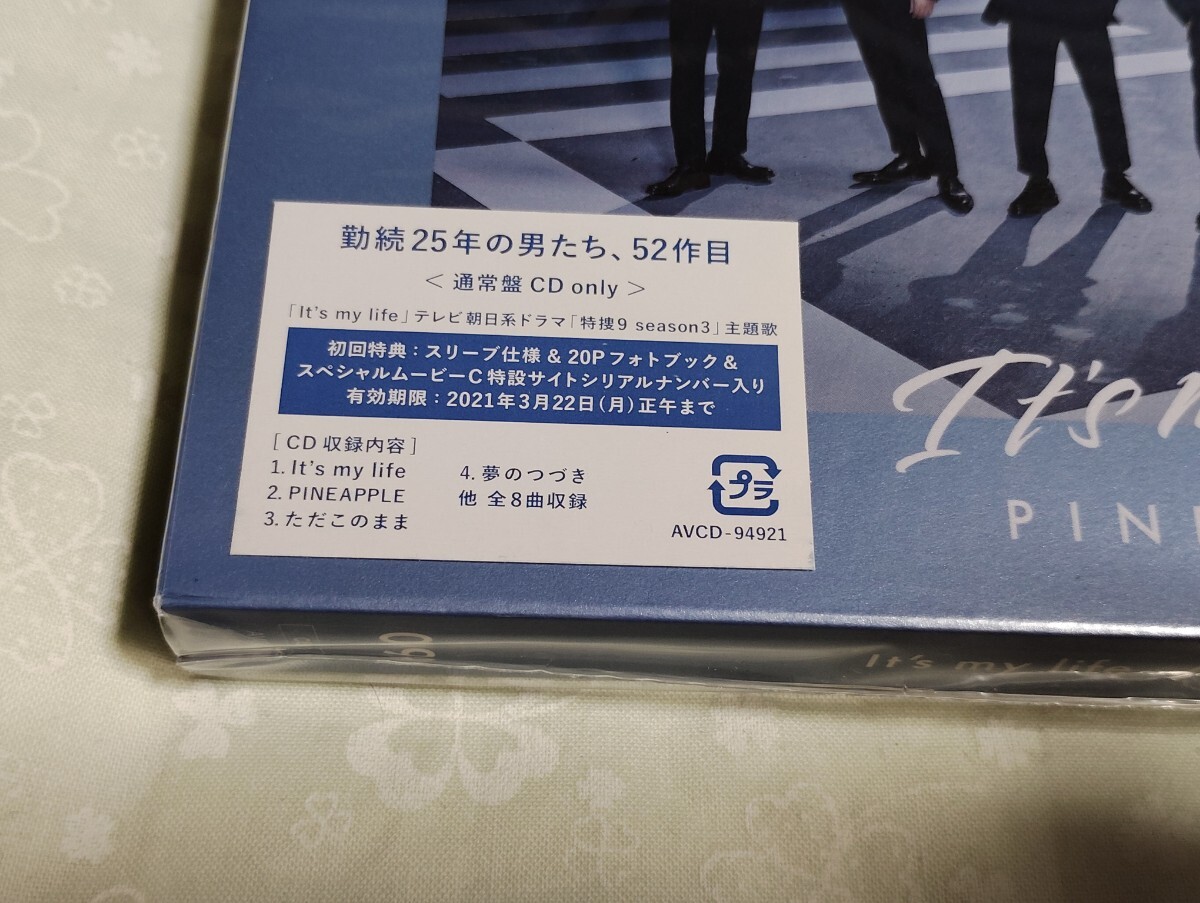 勤続25年の男たち、52作目
＜通常盤 CD only＞
「It's my life」テレビ朝日系ドラマ「特捜9 season3」主題歌
初回特典：スリーブ仕様 & 20Pフォトブック &
スペシャルムービーC特設サイトシリアルナンバー入り
有効期限：2021年3月22日(月)正午まで
[CD収録内容]
1. It's my life
2. PINEAPPLE
3. ただこのまま
4. 夢のつづき
他 全8曲収録
プラ
AVCD-94921
It's
PIN
It's my life